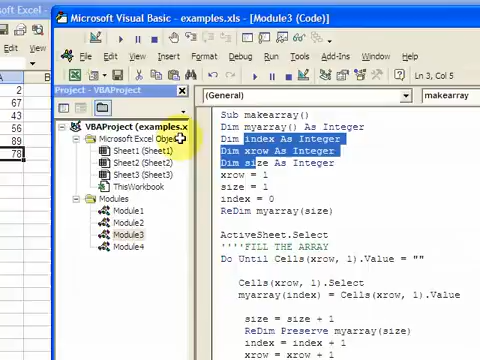 Microsoft Visual Basic - examples.xls - [Module3 (Code)]
osoft Excel
Edit
File Edit View Insert Format Debug Run Tools Add-Ins Window
Ln 3, Col 5
Project - VBAProject
(General)
makearray
VBAProject (examples.x
Microsoft Excel Obje
Sheet1 (Sheet1)
Sheet2 (Sheet2)
Sheet3 (Sheet3)
ThisWorkbook
Modules
Module1
Module2
Module3
Module4
A
B
2
67
43
56
89
78
Sub makearray()
Dim myarray() As Integer
Dim index As Integer
Dim xrow As Integer
Dim size As Integer
xrow = 1
size = 1
index = 0
ReDim myarray(size)
ActiveSheet.Select
''''FILL THE ARRAY
Do Until Cells(xrow, 1).Value = ""
Cells(xrow, 1).Select
myarray(index) = Cells(xrow, 1).Value
size = size + 1
ReDim Preserve myarray(size)
index = index + 1
xrow = xrow + 1